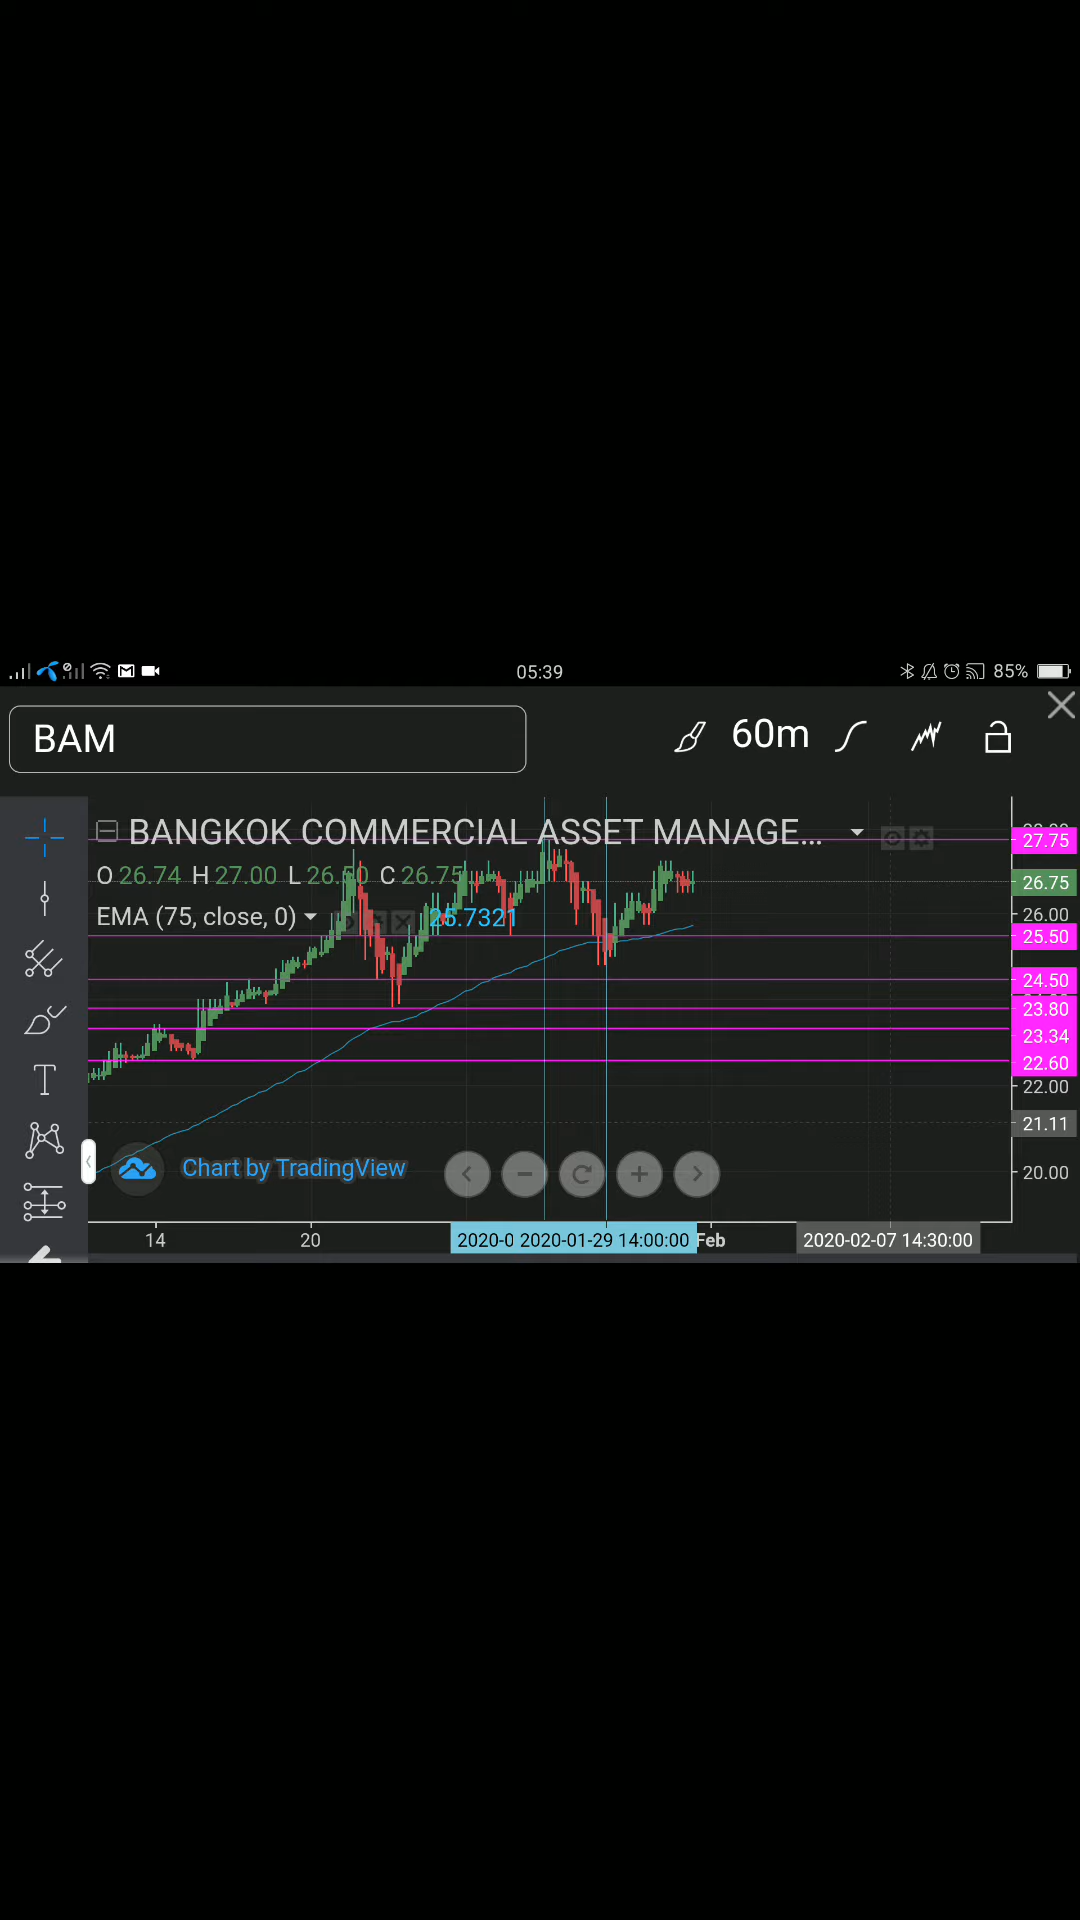 05:39
85%
BAM
60m
BANGKOK COMMERCIAL ASSET MANAGE...
O 26.74 H 27.00 L 26.50 C 26.75
EMA (75, close, 0) 25.7321
27.75
26.75
26.00
25.50
24.50
23.80
23.34
22.60
22.00
21.11
20.00
T
Chart by TradingView
14 20 2020-0 2020-01-29 14:00:00 Feb 2020-02-07 14:30:00